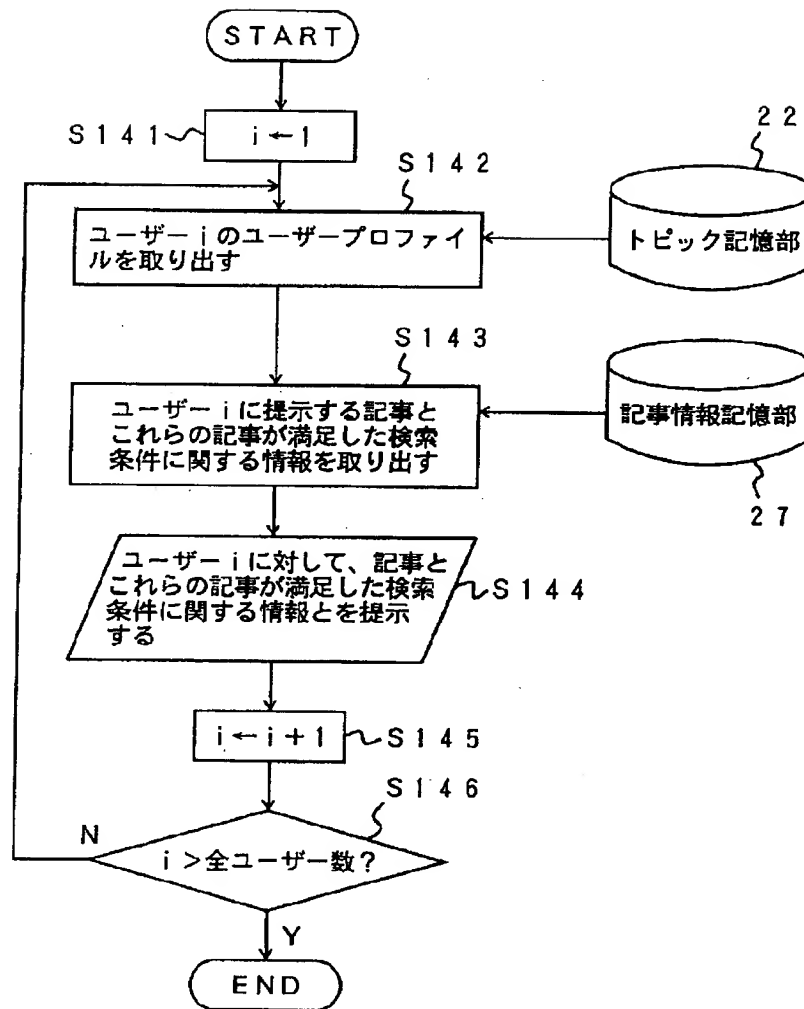 START
S141
i←1
22
S142
ユーザーiのユーザープロファイ
ルを取り出す
トピック記憶部
S143
ユーザーiに提示する記事と
これらの記事が満足した検索
条件に関する情報を取り出す
記事情報記憶部
27
ユーザーiに対して、記事と
これらの記事が満足した検索
条件に関する情報とを提示
する
S144
i←i+1
S145
S146
N
i>全ユーザー数?
Y
END